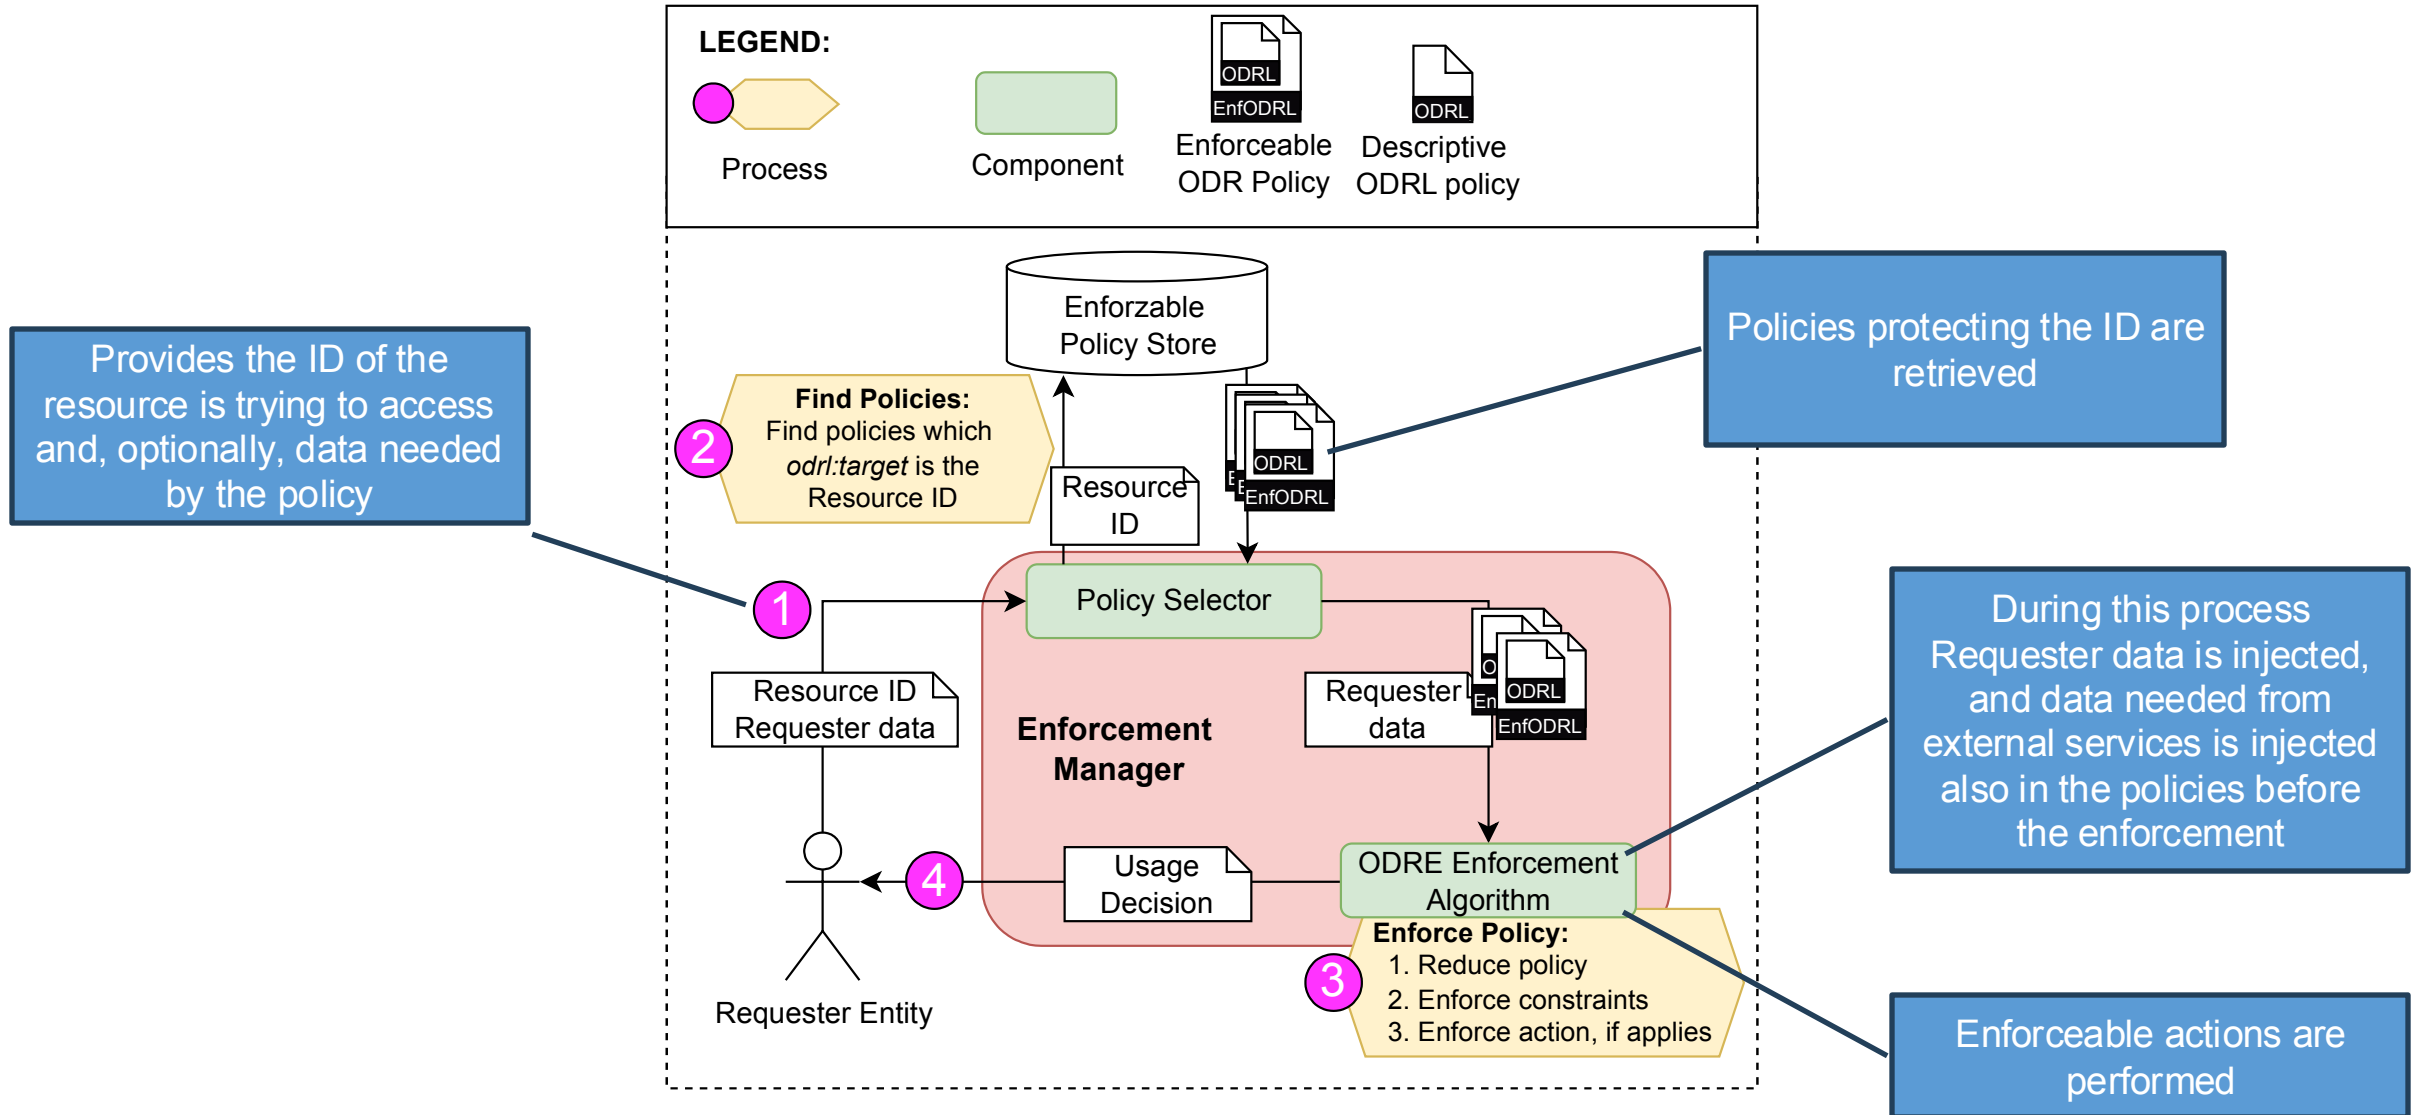 LEGEND:
Process
Component
ODRL
EnfODRL
Enforceable
ODR Policy
ODRL
Descriptive
ODRL policy
Enforzable
Policy Store
Policies protecting the ID are
retrieved
Provides the ID of the
resource is trying to access
and, optionally, data needed
by the policy
2
Find Policies:
Find policies which
odrl:target is the
Resource ID
Resource
ID
E
E
ODRL
EnfODRL
1
Policy Selector
Resource ID
Requester data
Enforcement
Manager
Requester
data
O
En
ODRL
EnfODRL
During this process
Requester data is injected,
and data needed from
external services is injected
also in the policies before
the enforcement
4
Usage
Decision
ODRE Enforcement
Algorithm
3
Enforce Policy:
1. Reduce policy
2. Enforce constraints
3. Enforce action, if applies
Requester Entity
Enforceable actions are
performed